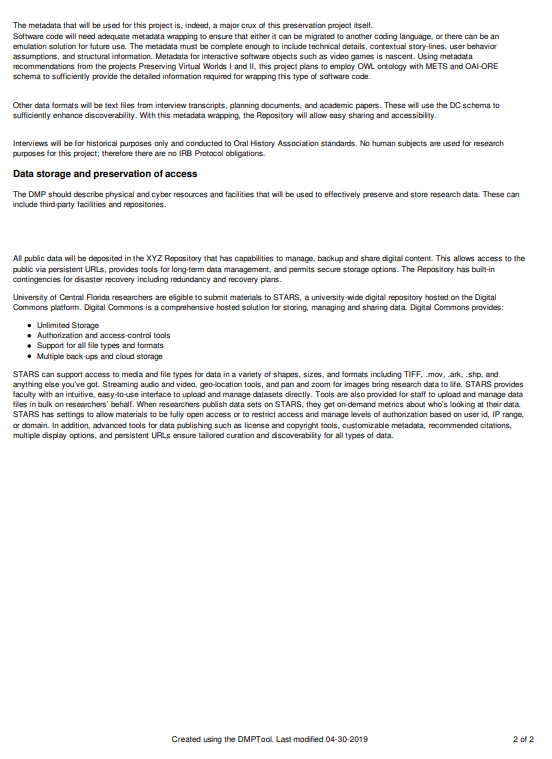 The metadata that will be used for this project is, indeed, a major crux of this preservation project itself.
Software code will need adequate metadata wrapping to ensure that either it can be migrated to another coding language, or there can be an
emulation solution for future use. The metadata must be complete enough to include technical details, contextual story-lines, user behavior
assumptions, and structural information. Metadata for interactive software objects such as video games is nascent. Using metadata
recommendations from the projects Preserving Virtual Worlds I and II, this project plans to employ OWL ontology with METS and OAI-ORE
schema to sufficiently provide the detailed information required for wrapping this type of software code.
Other data formats will be text files from interview transcripts, planning documents, and academic papers. These will use the DC schema to
sufficiently enhance discoverability. With this metadata wrapping, the Repository will allow easy sharing and accessibility.
Interviews will be for historical purposes only and conducted to Oral History Association standards. No human subjects are used for research
purposes for this project; therefore there are no IRB Protocol obligations.
Data storage and preservation of access
The DMP should describe physical and cyber resources and facilities that will be used to effectively preserve and store research data. These can
include third-party facilities and repositories.
All public data will be deposited in the XYZ Repository that has capabilities to manage, backup and share digital content. This allows access to the
public via persistent URLs, provides tools for long-term data management, and permits secure storage options. The Repository has built-in
contingencies for disaster recovery including redundancy and recovery plans.
University of Central Florida researchers are eligible to submit materials to STARS, a university-wide digital repository hosted on the Digital
Commons platform. Digital Commons is a comprehensive hosted solution for storing, managing and sharing data. Digital Commons provides:
• Unlimited Storage
• Authorization and access-control tools
• Support for all file types and formats
• Multiple back-ups and cloud storage
STARS can support access to media and file types for data in a variety of shapes, sizes, and formats including TIFF, .mov, .ark, .shp, and
anything else you've got. Streaming audio and video, geo-location tools, and pan and zoom for images bring research data to life. STARS provides
faculty with an intuitive, easy-to-use interface to upload and manage datasets directly. Tools are also provided for staff to upload and manage data
files in bulk on researchers' behalf. When researchers publish data sets on STARS, they get on-demand metrics about who's looking at their data.
STARS has settings to allow materials to be fully open access or to restrict access and manage levels of authorization based on user id, IP range,
or domain. In addition, advanced tools for data publishing such as license and copyright tools, customizable metadata, recommended citations,
multiple display options, and persistent URLs ensure tailored curation and discoverability for all types of data.
Created using the DMPTool. Last modified 04-30-2019
2 of 2